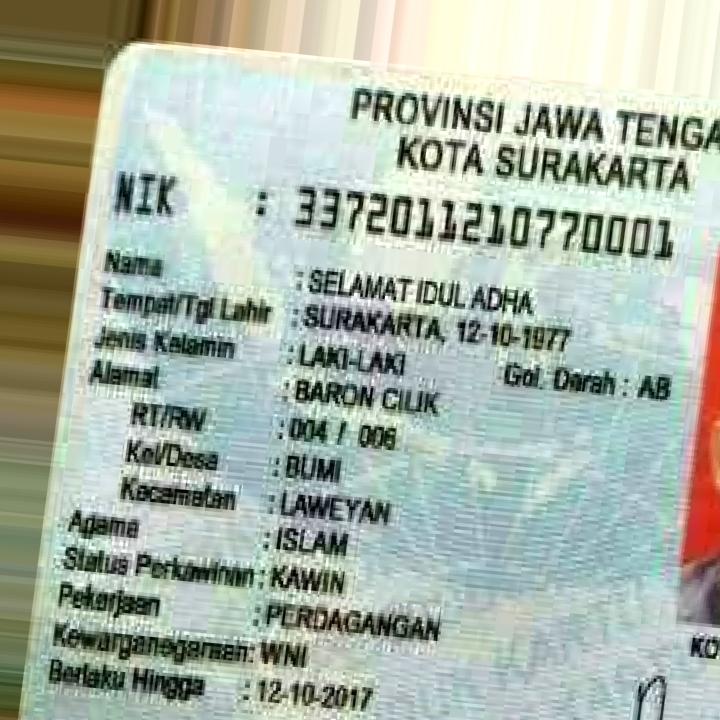 PROVINSI JAWA TENGA
KOTA SURAKARTA
NIK : 3372011210770001
Nama : SELAMAT IDUL ADHA
Tempat/Tgl Lahir : SURAKARTA, 12-10-1977
Jenis Kelamin : LAKI-LAKI Gol. Darah : AB
Alamat : BARON CILIK
RT/RW : 004 / 006
Kel/Desa : BUMI
Kecamatan : LAWEYAN
Agama : ISLAM
Status Perkawinan : KAWIN
Pekerjaan : PERDAGANGAN
Kewarganegaraan: WNI
Berlaku Hingga : 12-10-2017
KO